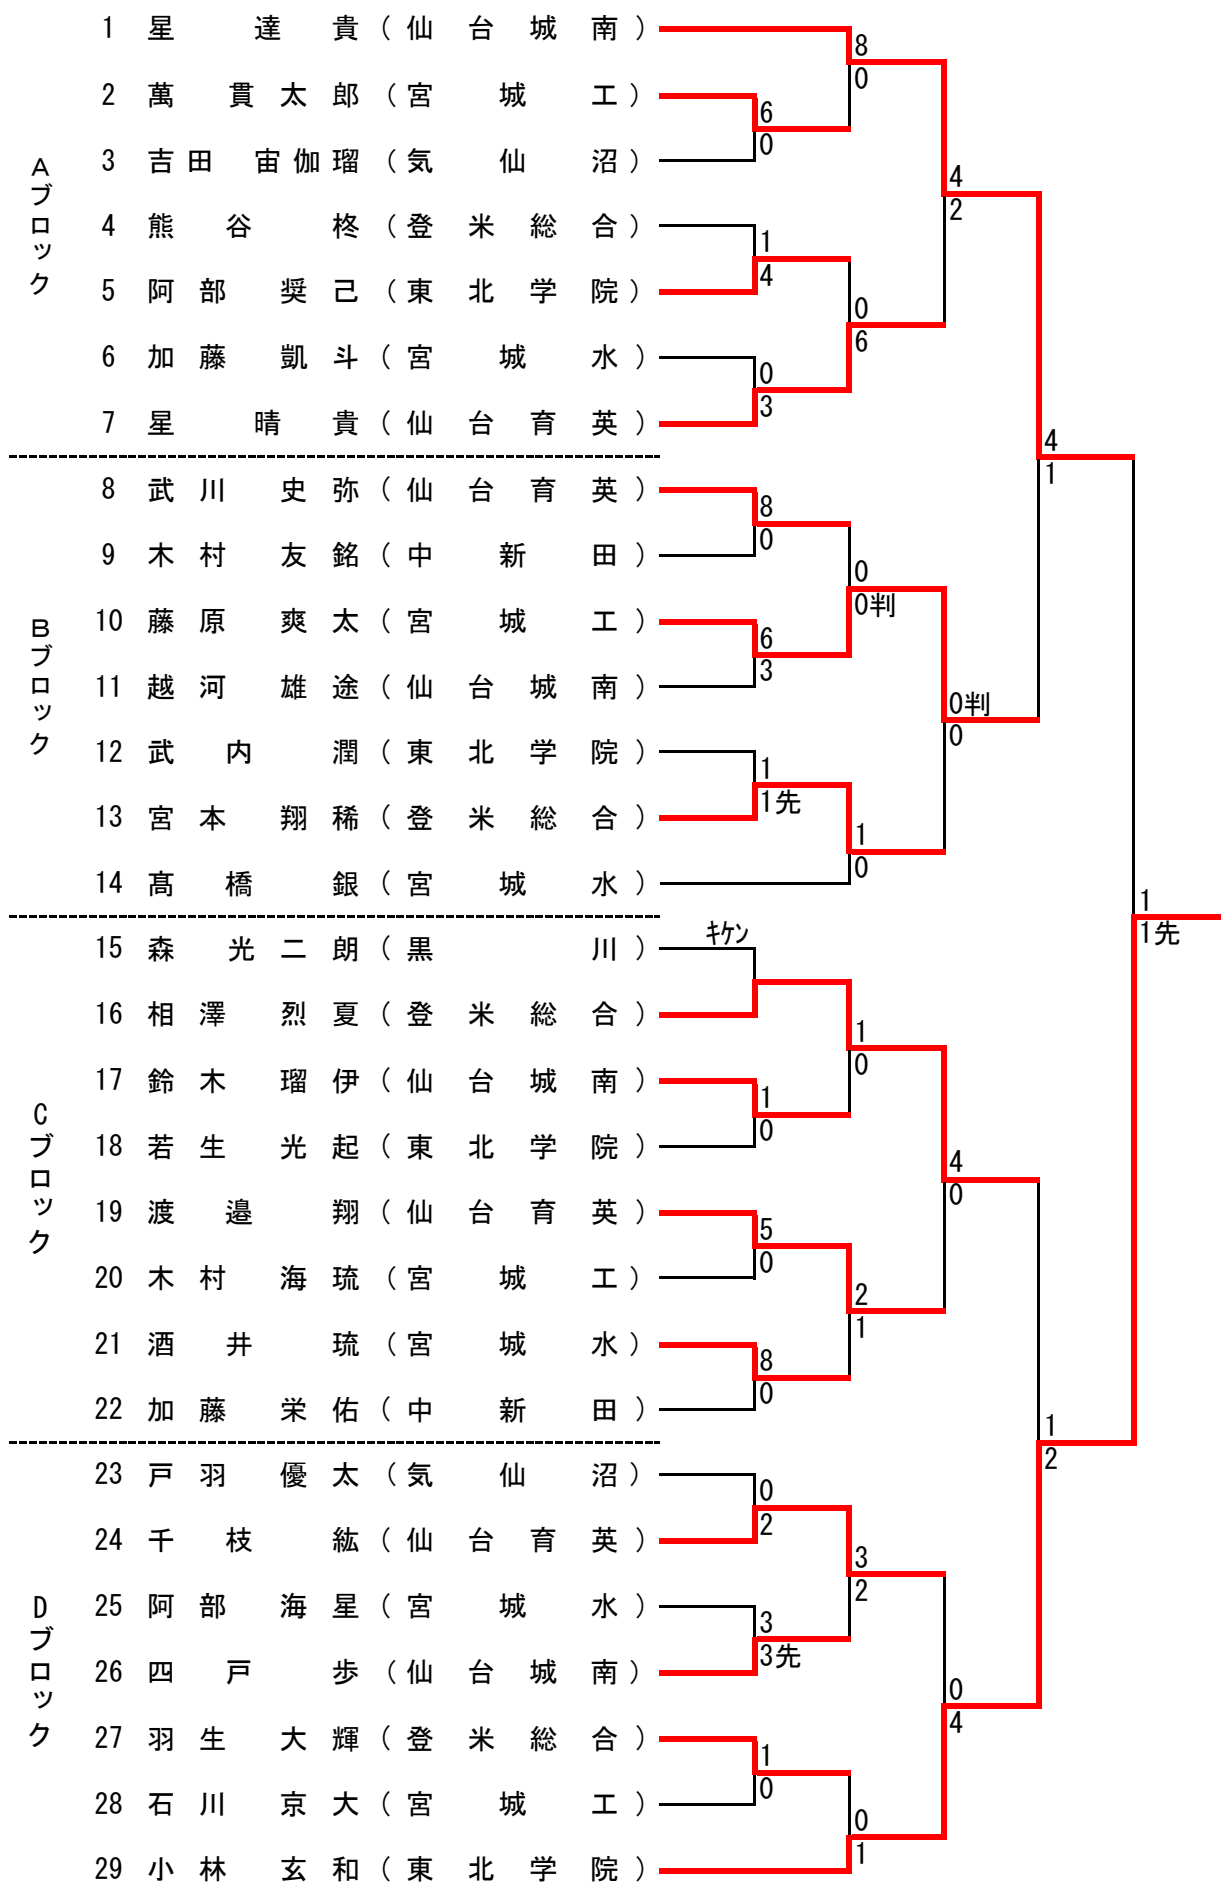 1 星 達 貴 ( 仙 台 城 南 )
2 萬 貫 太 郎 ( 宮 城 工 )
3 吉 田 宙 伽 瑠 ( 気 仙 沼 )
4 熊 谷 柊 ( 登 米 総 合 )
5 阿 部 奨 己 ( 東 北 学 院 )
6 加 藤 凱 斗 ( 宮 城 水 )
7 星 晴 貴 ( 仙 台 育 英 )
Aブロック
8
0
6
0
4
2
1
4
0
6
0
3
4
1
8 武 川 史 弥 ( 仙 台 育 英 )
9 木 村 友 銘 ( 中 新 田 )
10 藤 原 爽 太 ( 宮 城 工 )
11 越 河 雄 途 ( 仙 台 城 南 )
12 武 内 潤 ( 東 北 学 院 )
13 宮 本 翔 稀 ( 登 米 総 合 )
14 髙 橋 銀 ( 宮 城 水 )
Bブロック
8
0
0
0判
6
3
0判
0
1
1先
1
0
1
1先
15 森 光 二 朗 ( 黒 川 )
16 相 澤 烈 夏 ( 登 米 総 合 )
17 鈴 木 瑠 伊 ( 仙 台 城 南 )
18 若 生 光 起 ( 東 北 学 院 )
19 渡 邉 翔 ( 仙 台 育 英 )
20 木 村 海 琉 ( 宮 城 工 )
21 酒 井 琉 ( 宮 城 水 )
22 加 藤 栄 佑 ( 中 新 田 )
Cブロック
ｷｹﾝ
1
0
1
0
4
0
5
0
2
1
8
0
1
2
23 戸 羽 優 太 ( 気 仙 沼 )
24 千 枝 紘 ( 仙 台 育 英 )
25 阿 部 海 星 ( 宮 城 水 )
26 四 戸 歩 ( 仙 台 城 南 )
27 羽 生 大 輝 ( 登 米 総 合 )
28 石 川 京 大 ( 宮 城 工 )
29 小 林 玄 和 ( 東 北 学 院 )
Dブロック
0
2
3
2
3
3先
0
4
1
0
0
1